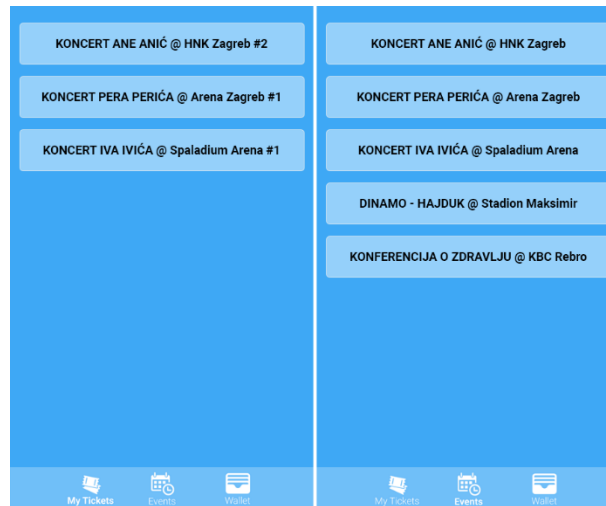 KONCERT ANE ANIĆ @ HNK Zagreb #2
KONCERT PERA PERIĆA @ Arena Zagreb #1
KONCERT IVA IVIĆA @ Spaladium Arena #1
My Tickets
Events
Wallet
KONCERT ANE ANIĆ @ HNK Zagreb
KONCERT PERA PERIĆA @ Arena Zagreb
KONCERT IVA IVIĆA @ Spaladium Arena
DINAMO - HAJDUK @ Stadion Maksimir
KONFERENCIJA O ZDRAVLJU @ KBC Rebro
My Tickets
Events
Wallet